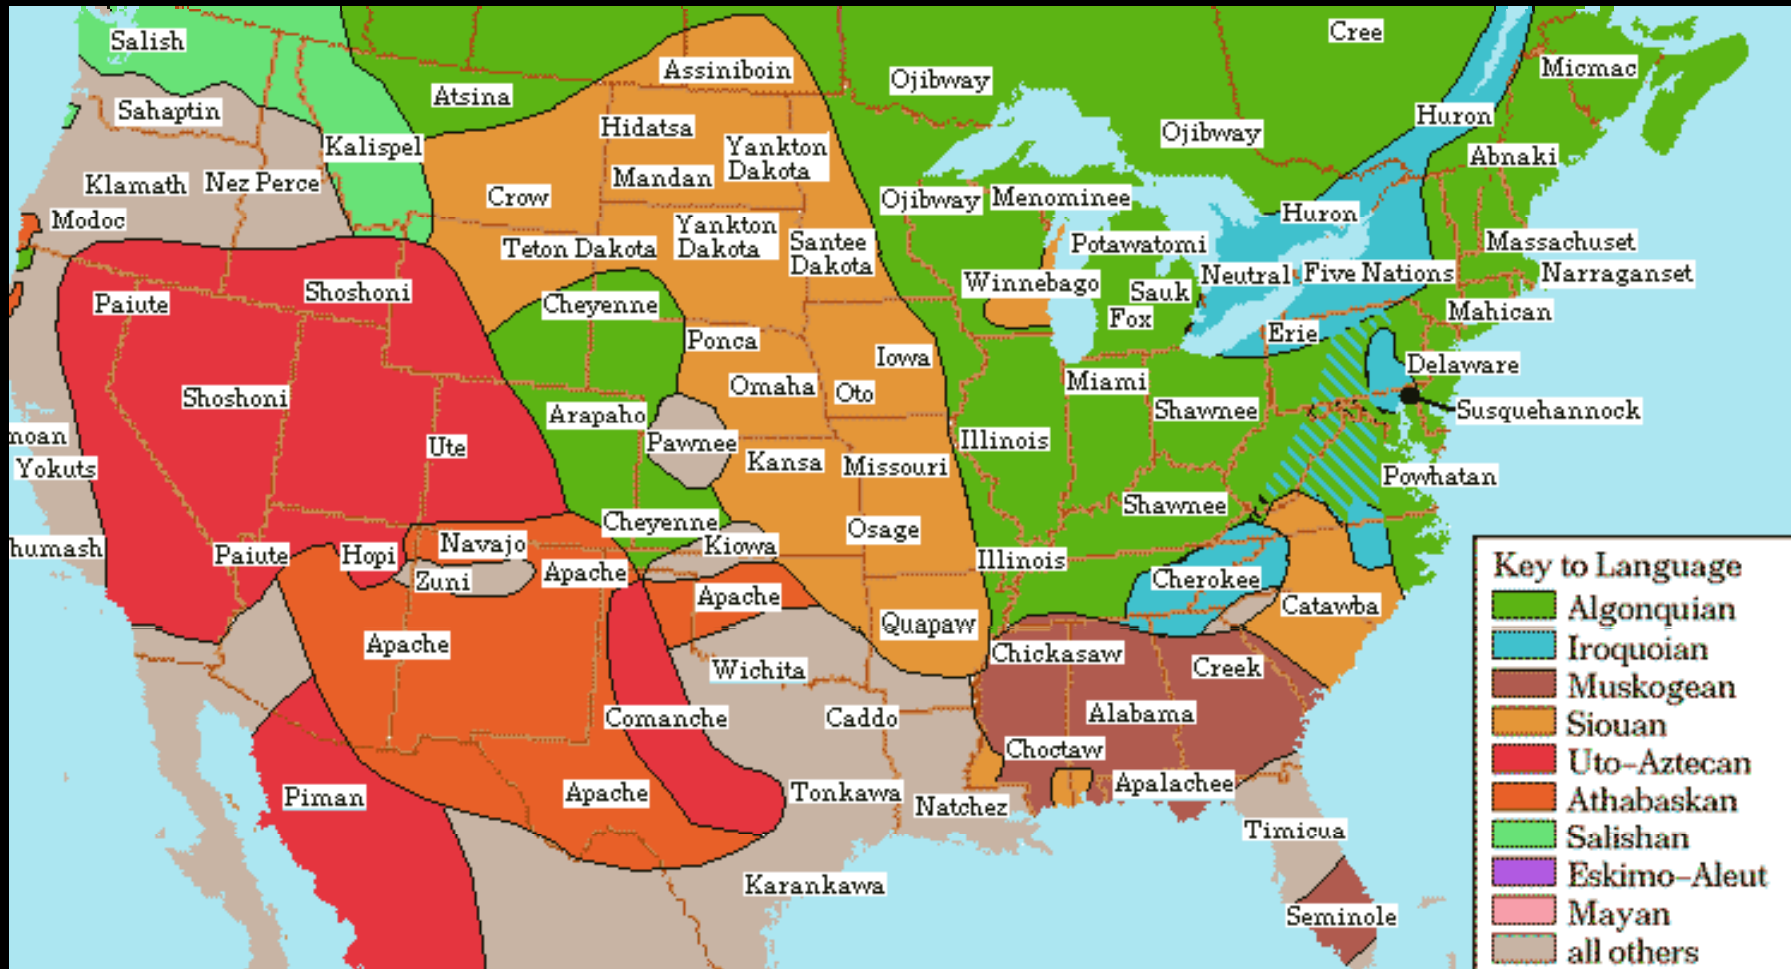 Salish
Cree
Micmac
Assiniboin
Ojibway
Atsina
Sahaptin
Huron
Hidatsa
Ojibway
Kalispel
Yankton
Dakota
Abnaki
Klamath
Nez Perce
Mandan
Crow
Ojibway
Menominee
Modoc
Huron
Yankton
Dakota
Teton Dakota
Santee
Dakota
Potawatomi
Massachuset
Neutral
Five Nations
Narraganset
Winnebago
Sauk
Shoshoni
Paiute
Cheyenne
Fox
Mahican
Erie
Ponca
Iowa
Delaware
Miami
Omaha
Oto
Shoshoni
Arapaho
Shawnee
Susquehannock
noan
Ute
Pawnee
Illinois
Yokuts
Kansa
Missouri
Powhatan
Shawnee
Cheyenne
Osage
humash
Paiute
Hopi
Navajo
Kiowa
Illinois
Zuni
Apache
Cherokee
Apache
Catawba
Quapaw
Apache
Chickasaw
Wichita
Creek
Comanche
Caddo
Alabama
Choctaw
Apalachee
Piman
Apache
Tonkawa
Natchez
Timicua
Karankawa
Seminole
Key to Language
Algonquian
Iroquoian
Muskogean
Siouan
Uto-Aztecan
Athabaskan
Salishan
Eskimo-Aleut
Mayan
all others